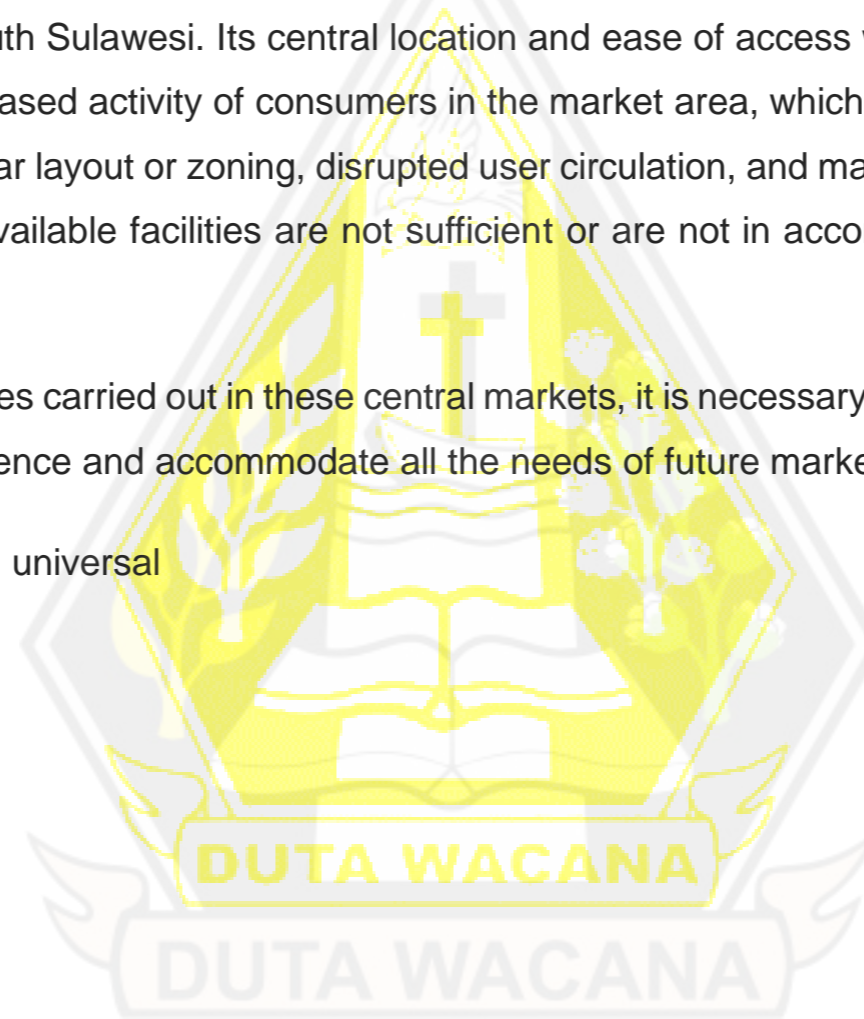 uth Sulawesi. Its central location and ease of access
ased activity of consumers in the market area, which
ar layout or zoning, disrupted user circulation, and ma
vailable facilities are not sufficient or are not in acco
es carried out in these central markets, it is necessary
ence and accommodate all the needs of future marke
universal
DUTA WACANA
DUTA WACANA